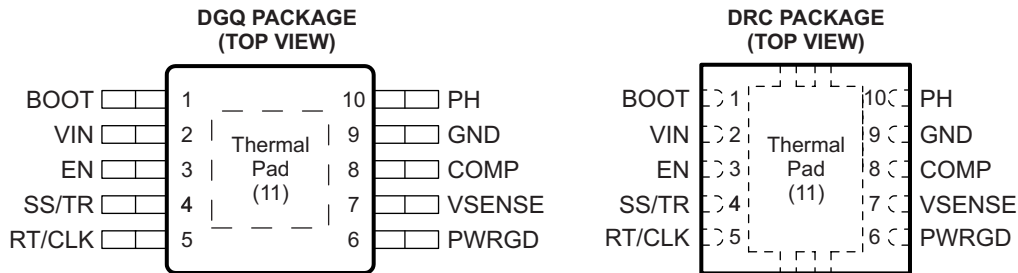 DGQ PACKAGE
(TOP VIEW)
BOOT 1 10 PH
VIN 2 9 GND
EN 3 8 COMP
SS/TR 4 7 VSENSE
RT/CLK 5 6 PWRGD
Thermal
Pad
(11)
DRC PACKAGE
(TOP VIEW)
BOOT 1 10 PH
VIN 2 9 GND
EN 3 8 COMP
SS/TR 4 7 VSENSE
RT/CLK 5 6 PWRGD
Thermal
Pad
(11)